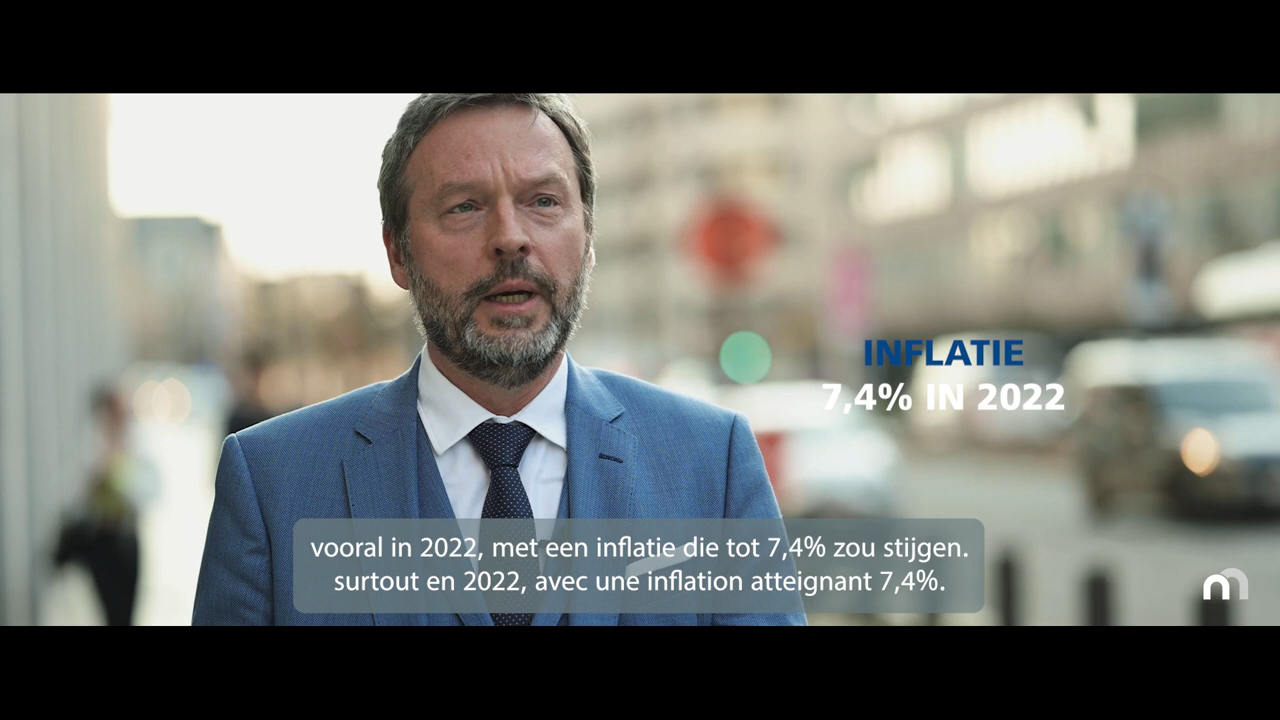 INFLATIE
7,4% IN 2022
vooral in 2022, met een inflatie die tot 7,4% zou stijgen.
surtout en 2022, avec une inflation atteignant 7,4%.